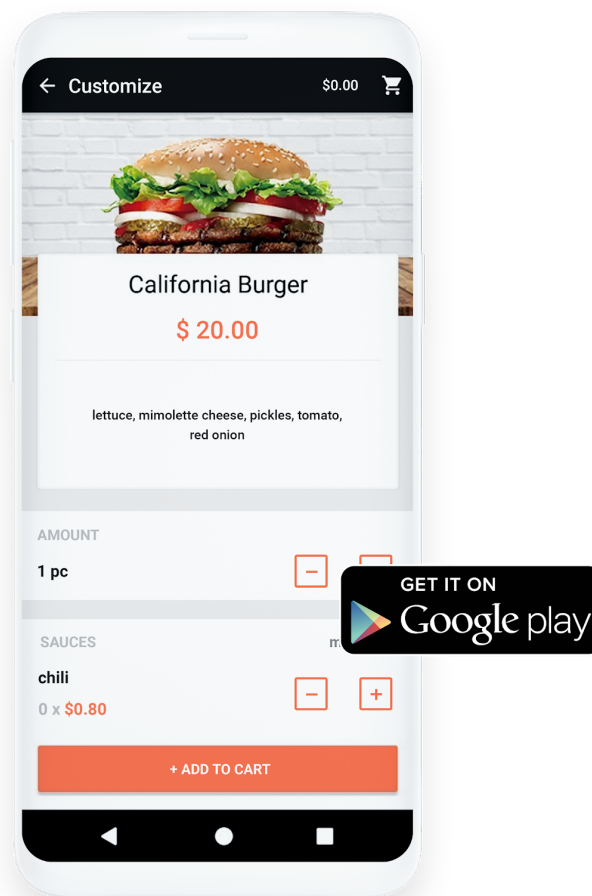 Customize
$0.00
California Burger
$ 20.00
lettuce, mimolette cheese, pickles, tomato,
red onion
AMOUNT
1 pc
−
GET IT ON
Google play
SAUCES
chili
0 x $0.80
−
+
+ ADD TO CART